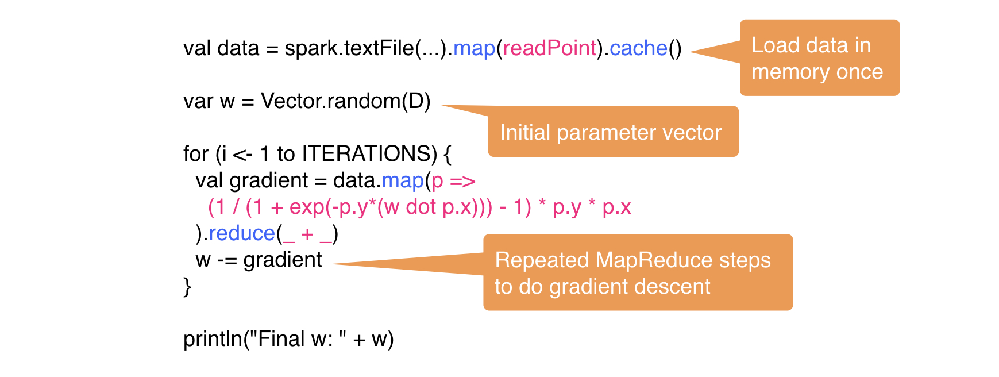 val data = spark.textFile(...).map(readPoint).cache()
Load data in
memory once
var w = Vector.random(D)
Initial parameter vector
for (i <- 1 to ITERATIONS) {
val gradient = data.map(p =>
(1 / (1 + exp(-p.y*(w dot p.x))) - 1) * p.y * p.x
).reduce(_ + _)
w -= gradient
Repeated MapReduce steps
to do gradient descent
}
println("Final w: " + w)